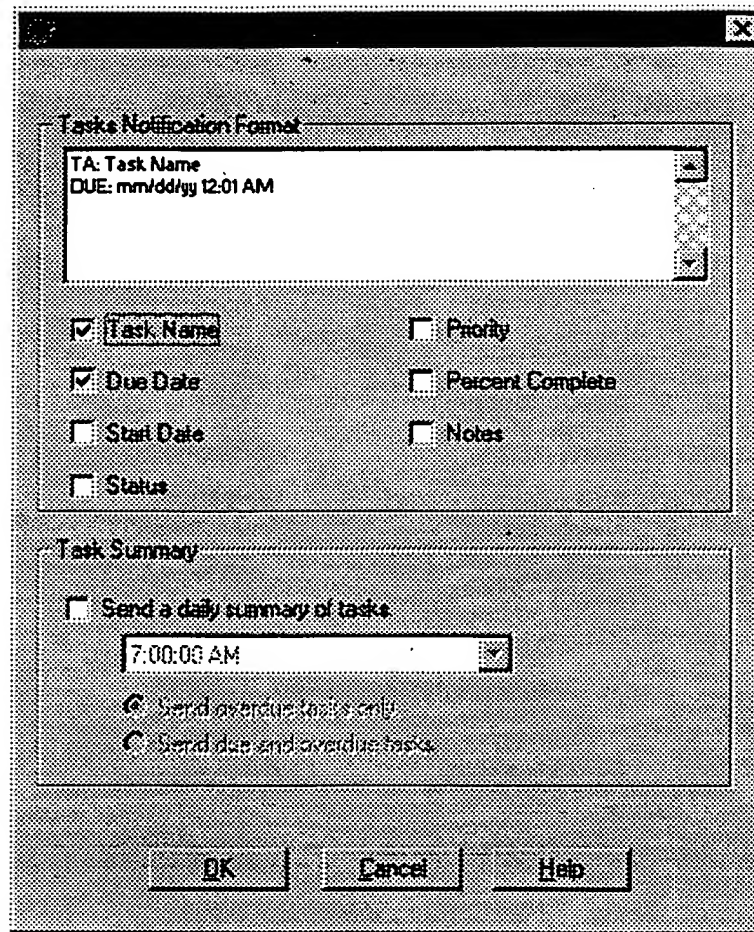 Tasks Notification Format
TA: Task Name
DUE: mm/dd/yy 12:01 AM
Task Name
Priority
Due Date
Percent Complete
Start Date
Notes
Status
Task Summary
Send a daily summary of tasks
7:00:00 AM
Send overdue tasks only
Send due and overdue tasks
OK
Cancel
Help